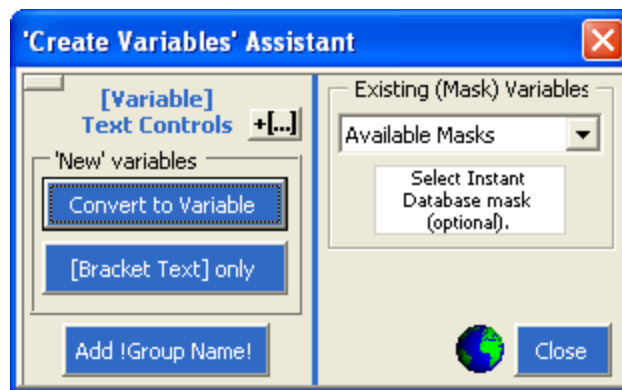 'Create Variables' Assistant
[Variable]
Text Controls
+[...]
'New' variables
Convert to Variable
[Bracket Text] only
Add !Group Name!
Existing (Mask) Variables
Available Masks
Select Instant
Database mask
(optional).
Close